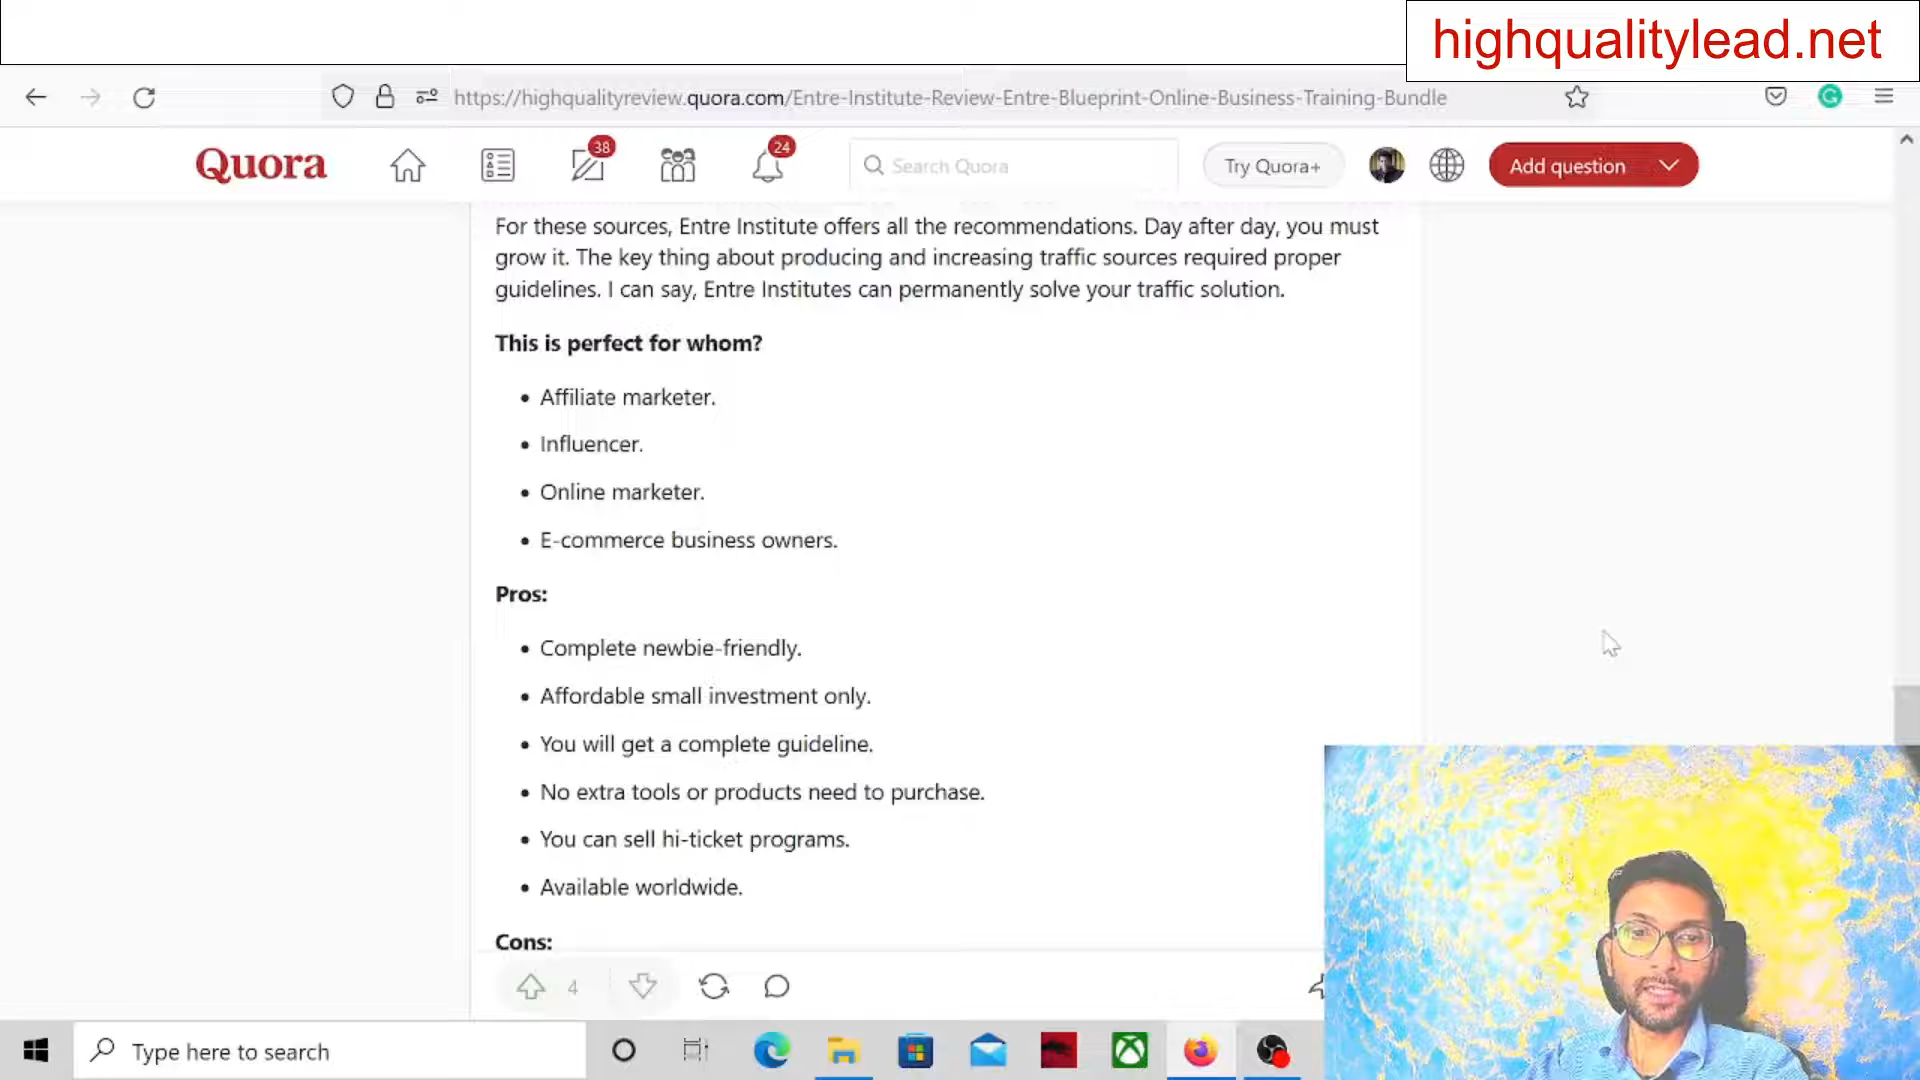 highqualitylead.net
https://highqualityreview.quora.com/Entre-Institute-Review-Entre-Blueprint-Online-Business-Training-Bundle
Quora
38
24
Search Quora
Try Quora+
Add question
For these sources, Entre Institute offers all the recommendations. Day after day, you must
grow it. The key thing about producing and increasing traffic sources required proper
guidelines. I can say, Entre Institutes can permanently solve your traffic solution.
This is perfect for whom?
• Affiliate marketer.
• Influencer.
• Online marketer.
• E-commerce business owners.
Pros:
• Complete newbie-friendly.
• Affordable small investment only.
• You will get a complete guideline.
• No extra tools or products need to purchase.
• You can sell hi-ticket programs.
• Available worldwide.
Cons:
4
Type here to search